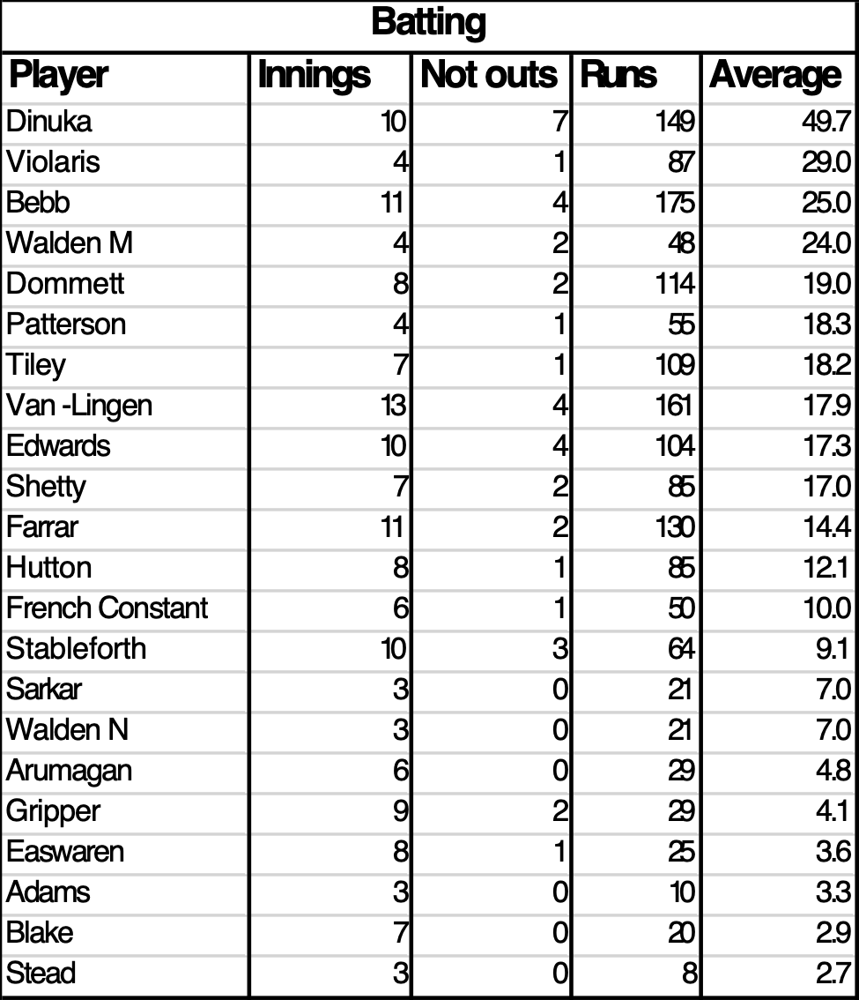 Batting
Player Innings Not outs Runs Average
Dinuka 10 7 149 49.7
Violaris 4 1 87 29.0
Bebb 11 4 175 25.0
Walden M 4 2 48 24.0
Dommett 8 2 114 19.0
Patterson 4 1 55 18.3
Tiley 7 1 109 18.2
Van -Lingen 13 4 161 17.9
Edwards 10 4 104 17.3
Shetty 7 2 85 17.0
Farrar 11 2 130 14.4
Hutton 8 1 85 12.1
French Constant 6 1 50 10.0
Stableforth 10 3 64 9.1
Sarkar 3 0 21 7.0
Walden N 3 0 21 7.0
Arumagan 6 0 29 4.8
Gripper 9 2 29 4.1
Easwaren 8 1 25 3.6
Adams 3 0 10 3.3
Blake 7 0 20 2.9
Stead 3 0 8 2.7